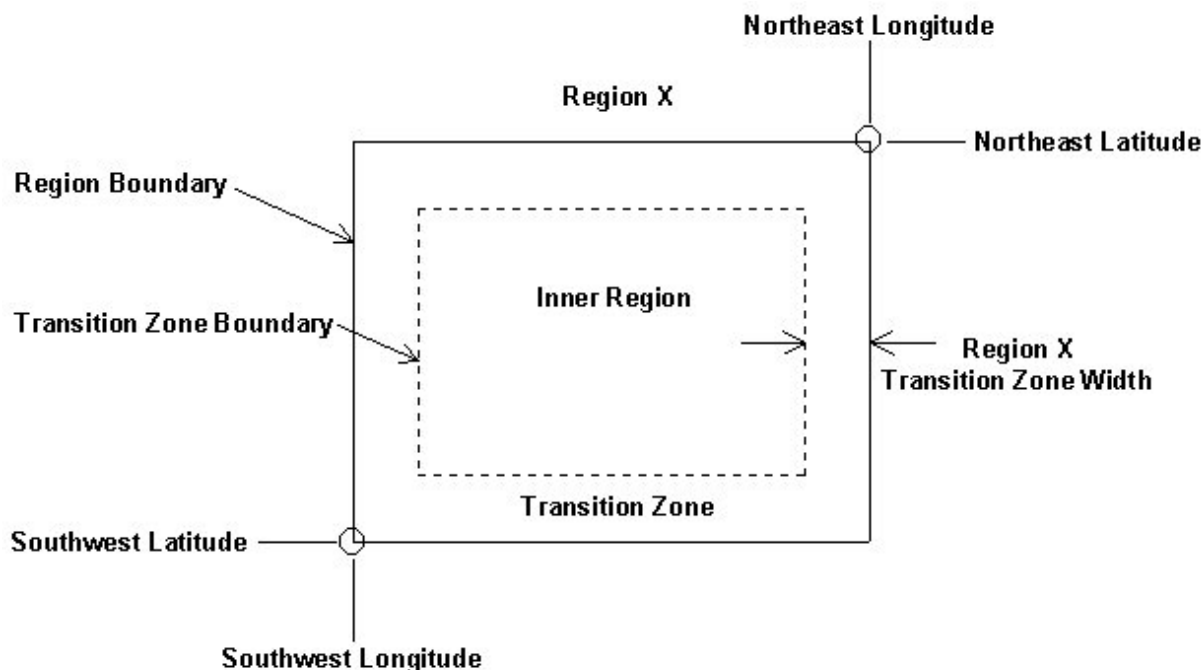 Northeast Longitude
Region X
Northeast Latitude
Region Boundary
Inner Region
Transition Zone Boundary
Region X
Transition Zone Width
Transition Zone
Southwest Latitude
Southwest Longitude